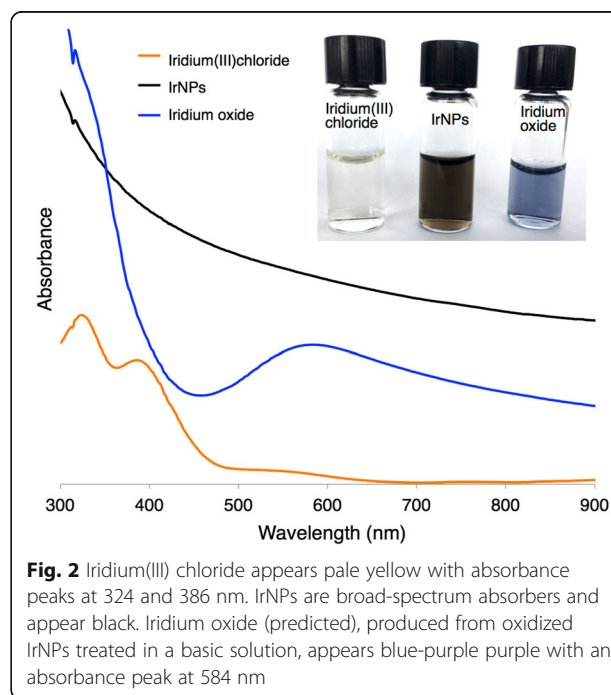 Iridium(III)chloride
IrNPs
Iridium oxide
Iridium(III)
chloride
IrNPs
Iridium
oxide
Absorbance
300 400 500 600 700 800 900
Wavelength (nm)
Fig. 2 Iridium(III) chloride appears pale yellow with absorbance
peaks at 324 and 386 nm. IrNPs are broad-spectrum absorbers and
appear black. Iridium oxide (predicted), produced from oxidized
IrNPs treated in a basic solution, appears blue-purple purple with an
absorbance peak at 584 nm